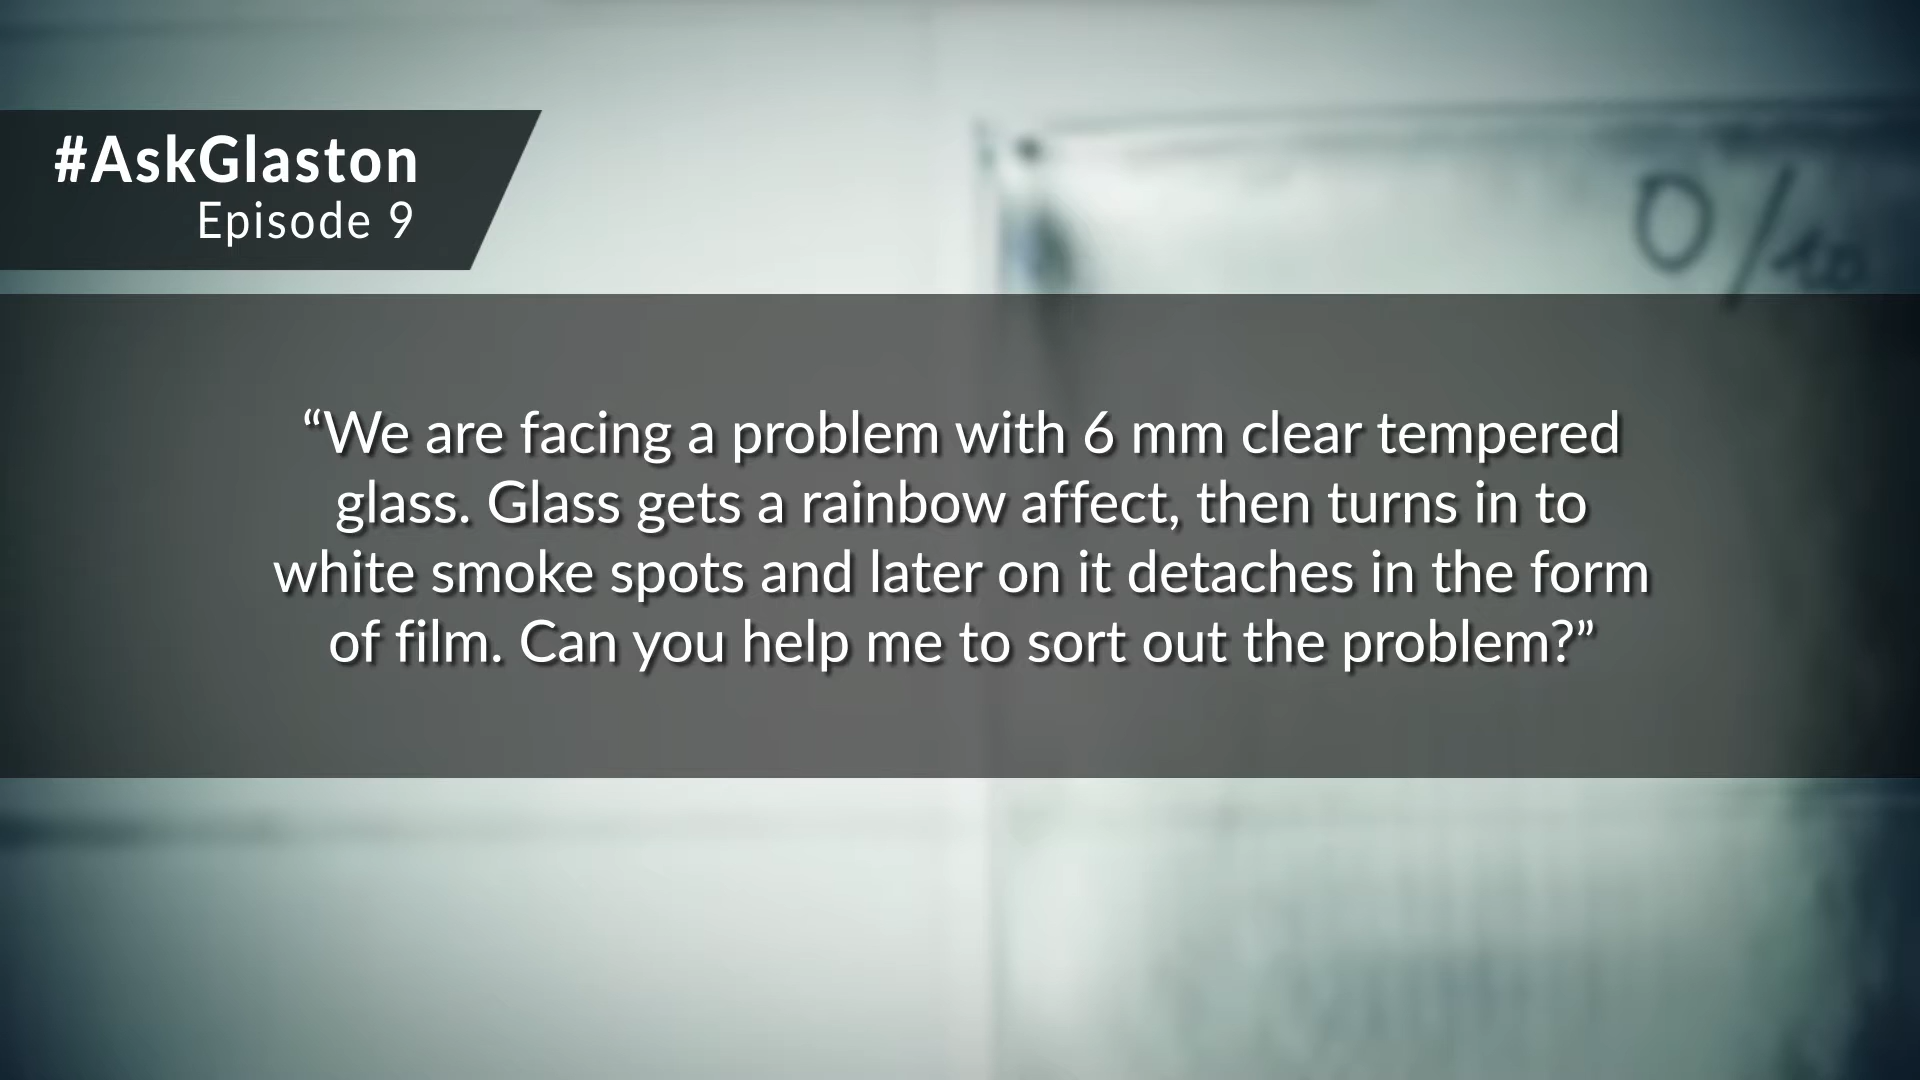 #AskGlaston
Episode 9
“We are facing a problem with 6 mm clear tempered
glass. Glass gets a rainbow affect, then turns in to
white smoke spots and later on it detaches in the form
of film. Can you help me to sort out the problem?”